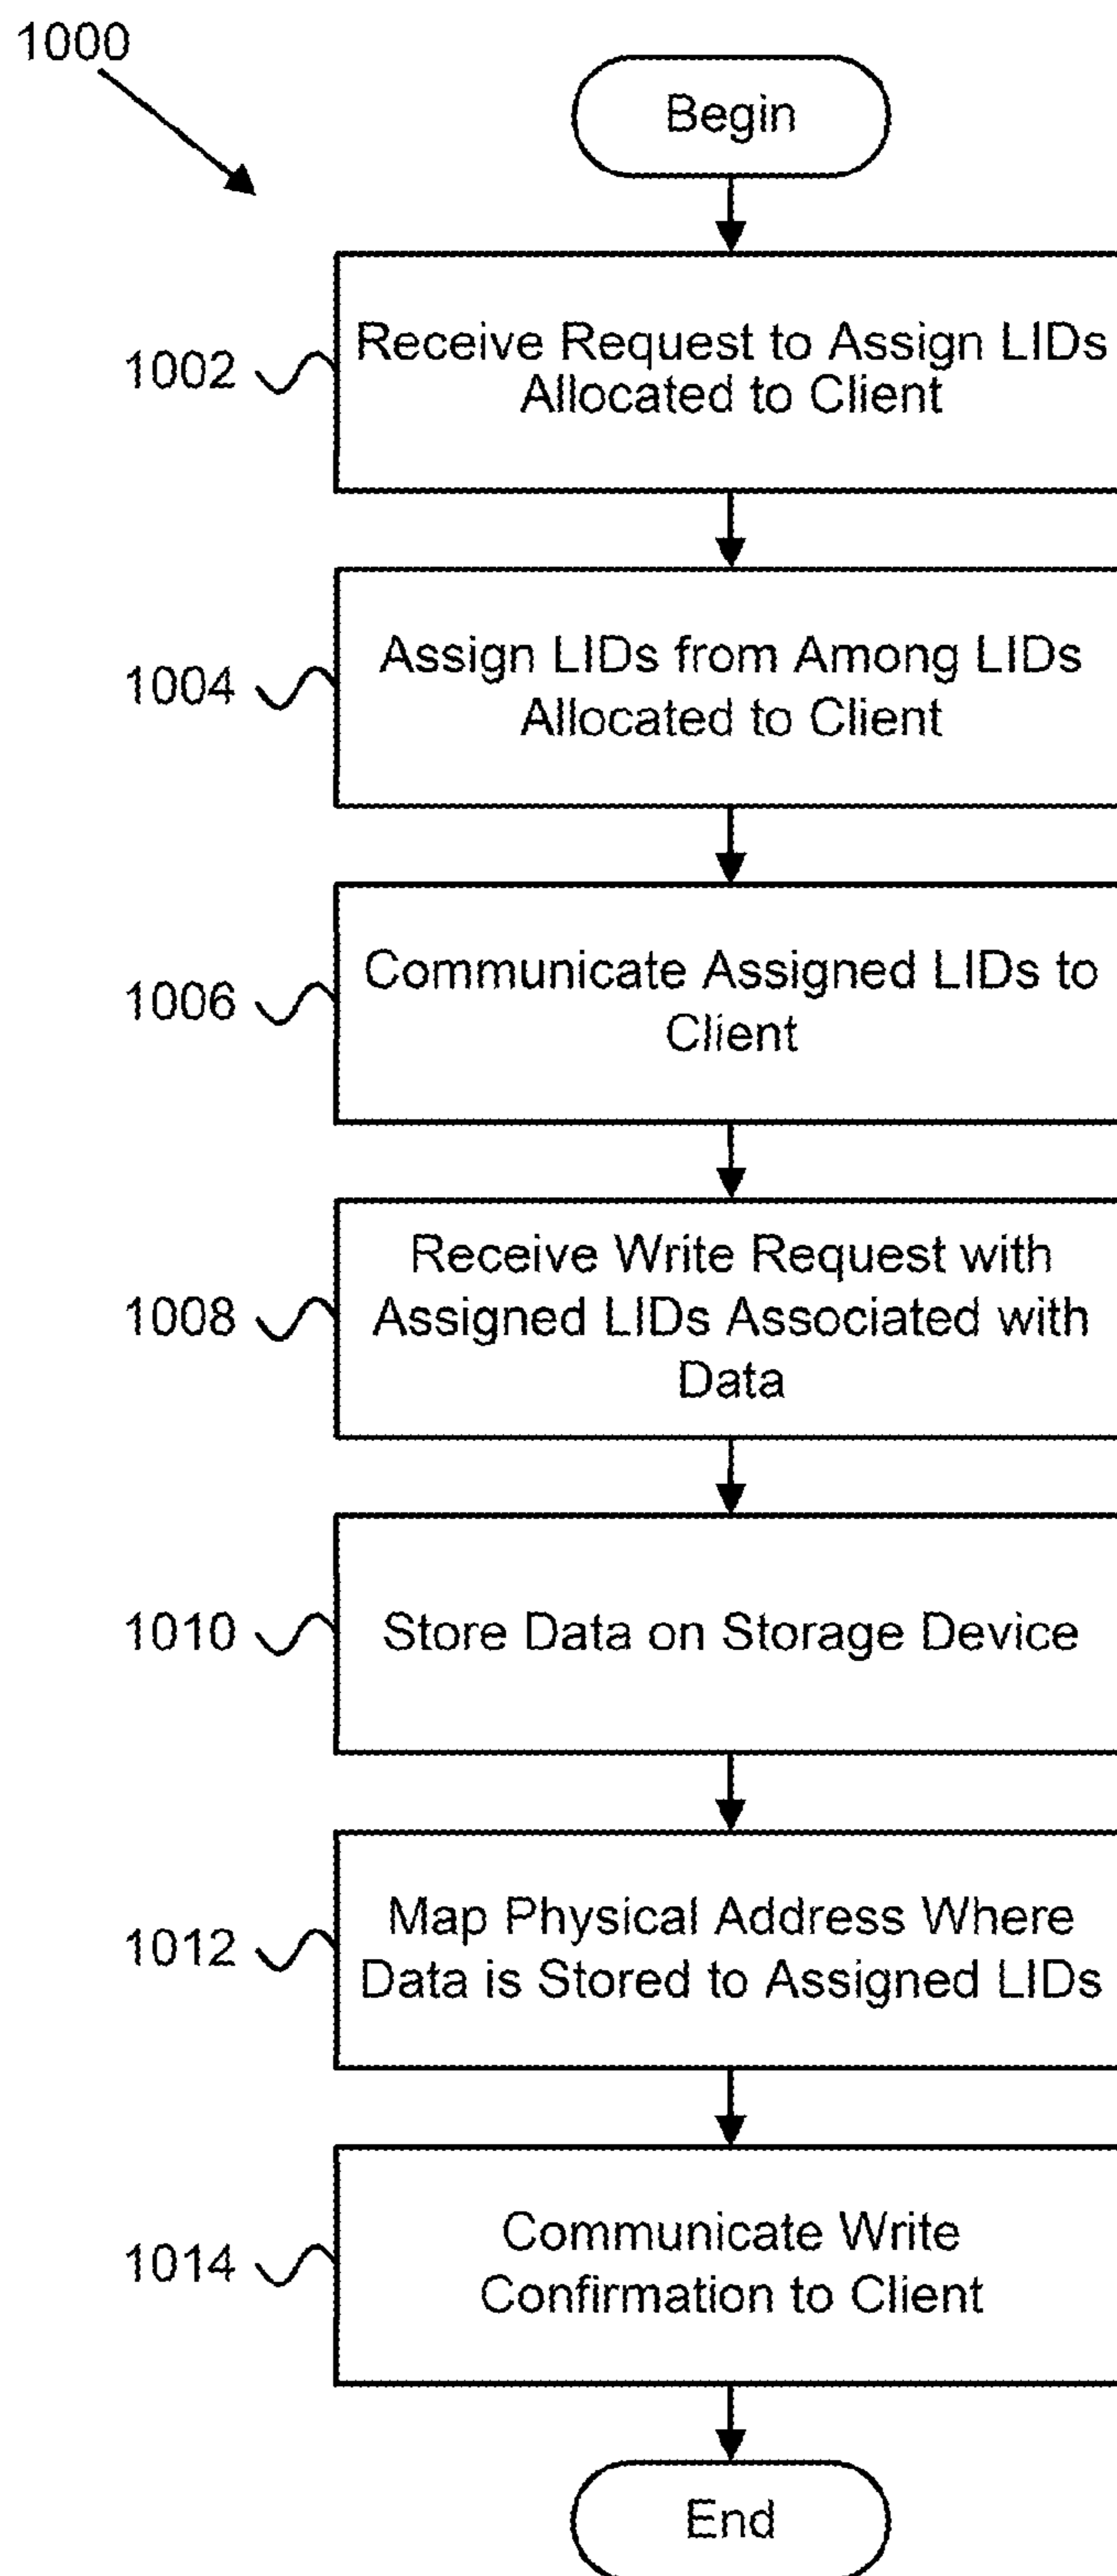 1000
Begin
1002
Receive Request to Assign LIDs
Allocated to Client
1004
Assign LIDs from Among LIDs
Allocated to Client
1006
Communicate Assigned LIDs to
Client
1008
Receive Write Request with
Assigned LIDs Associated with
Data
1010
Store Data on Storage Device
1012
Map Physical Address Where
Data is Stored to Assigned LIDs
1014
Communicate Write
Confirmation to Client
End